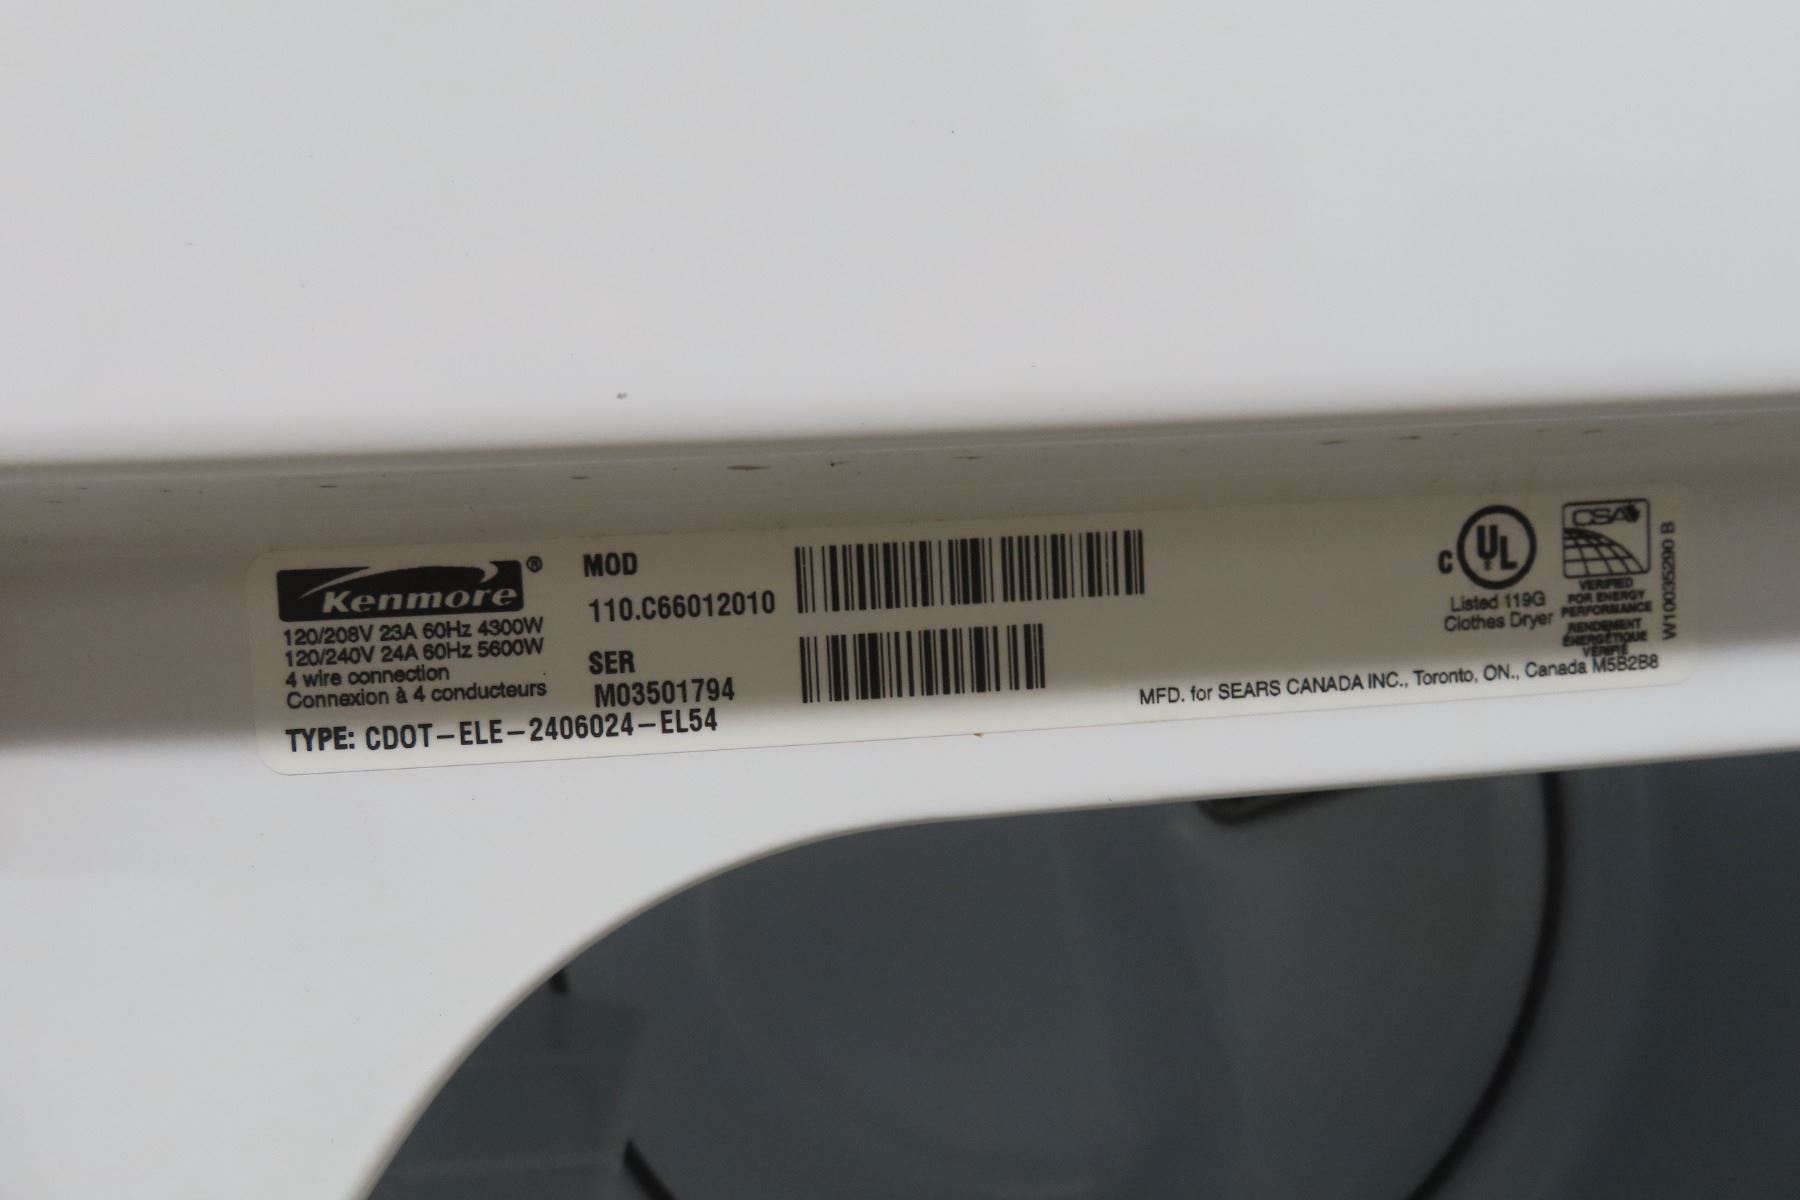 Kenmore®
120/208V 23A 60Hz 4300W
120/240V 24A 60Hz 5600W
4 wire connection
Connexion à 4 conducteurs
TYPE: CDOT-ELE-2406024-EL54
MOD
110.C66012010
SER
M03501794
C UL
Listed 119G
Clothes Dryer
CSA
VERIFIED
FOR ENERGY
PERFORMANCE
RENDEMENT
ÉNERGÉTIQUE
VÉRIFIÉ
W10035290 B
MFD. for SEARS CANADA INC., Toronto, ON., Canada M5B2B8